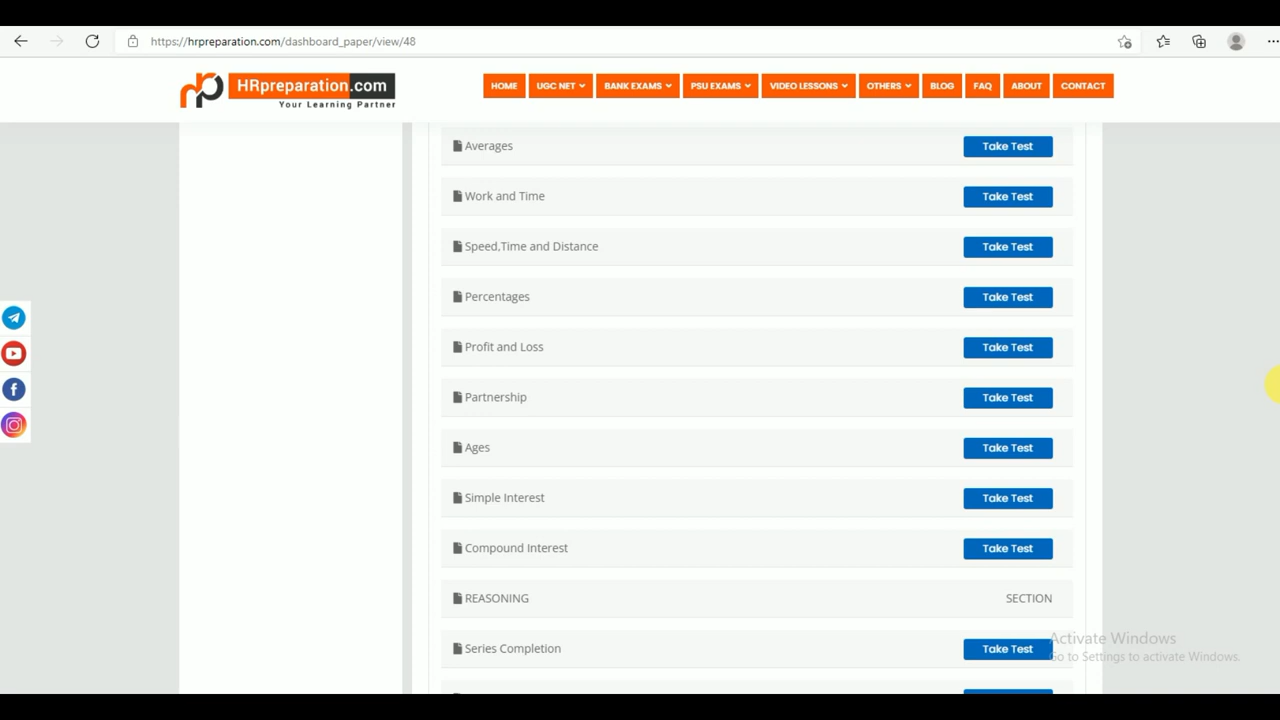 https://hrpreparation.com/dashboard_paper/view/48
HRpreparation.com
Your Learning Partner
HOME
UGC NET
BANK EXAMS
PSU EXAMS
VIDEO LESSONS
OTHERS
BLOG
FAQ
ABOUT
CONTACT
Averages Take Test
Work and Time Take Test
Speed,Time and Distance Take Test
Percentages Take Test
Profit and Loss Take Test
Partnership Take Test
Ages Take Test
Simple Interest Take Test
Compound Interest Take Test
REASONING SECTION
Series Completion Take Test
Activate Windows
Go to Settings to activate Windows.